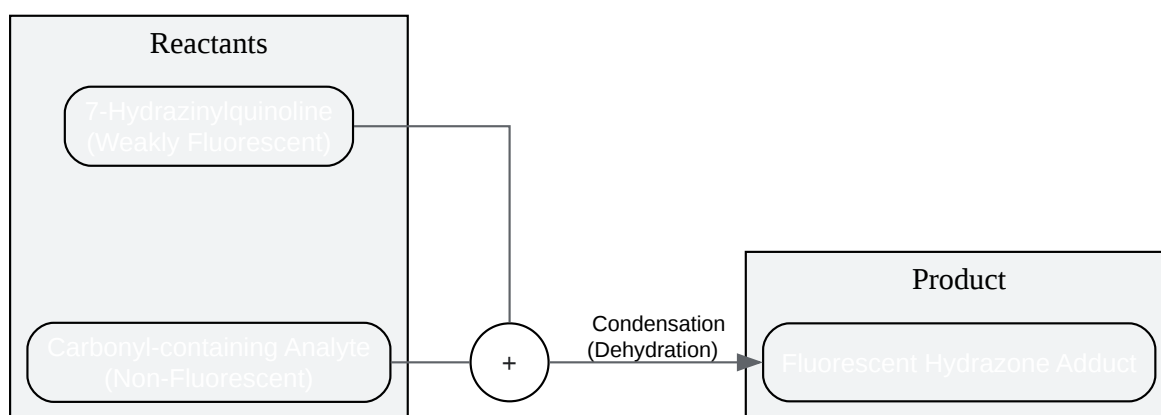 Reactants
7-Hydrazinylquinoline
(Weakly Fluorescent)
Carbonyl-containing Analyte
(Non-Fluorescent)
+
Condensation
(Dehydration)
Product
Fluorescent Hydrazone Adduct